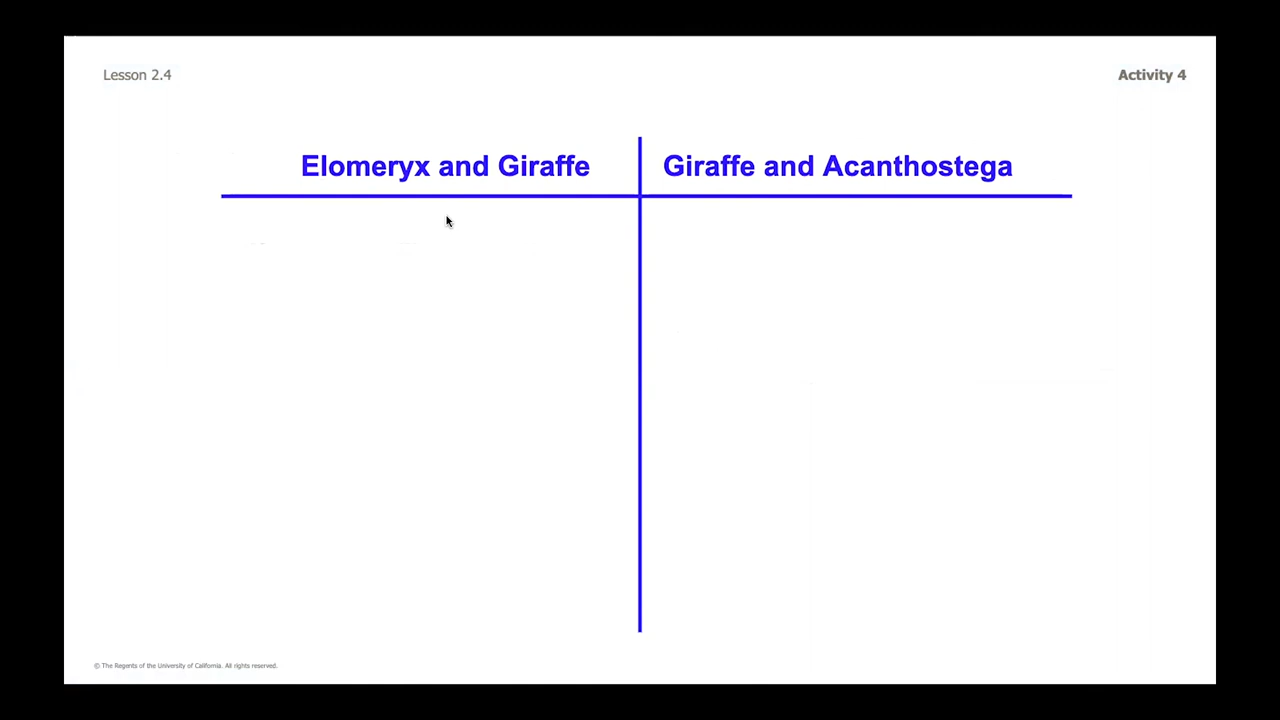 Lesson 2.4
Activity 4
Elomeryx and Giraffe
Giraffe and Acanthostega
© The Regents of the University of California. All rights reserved.